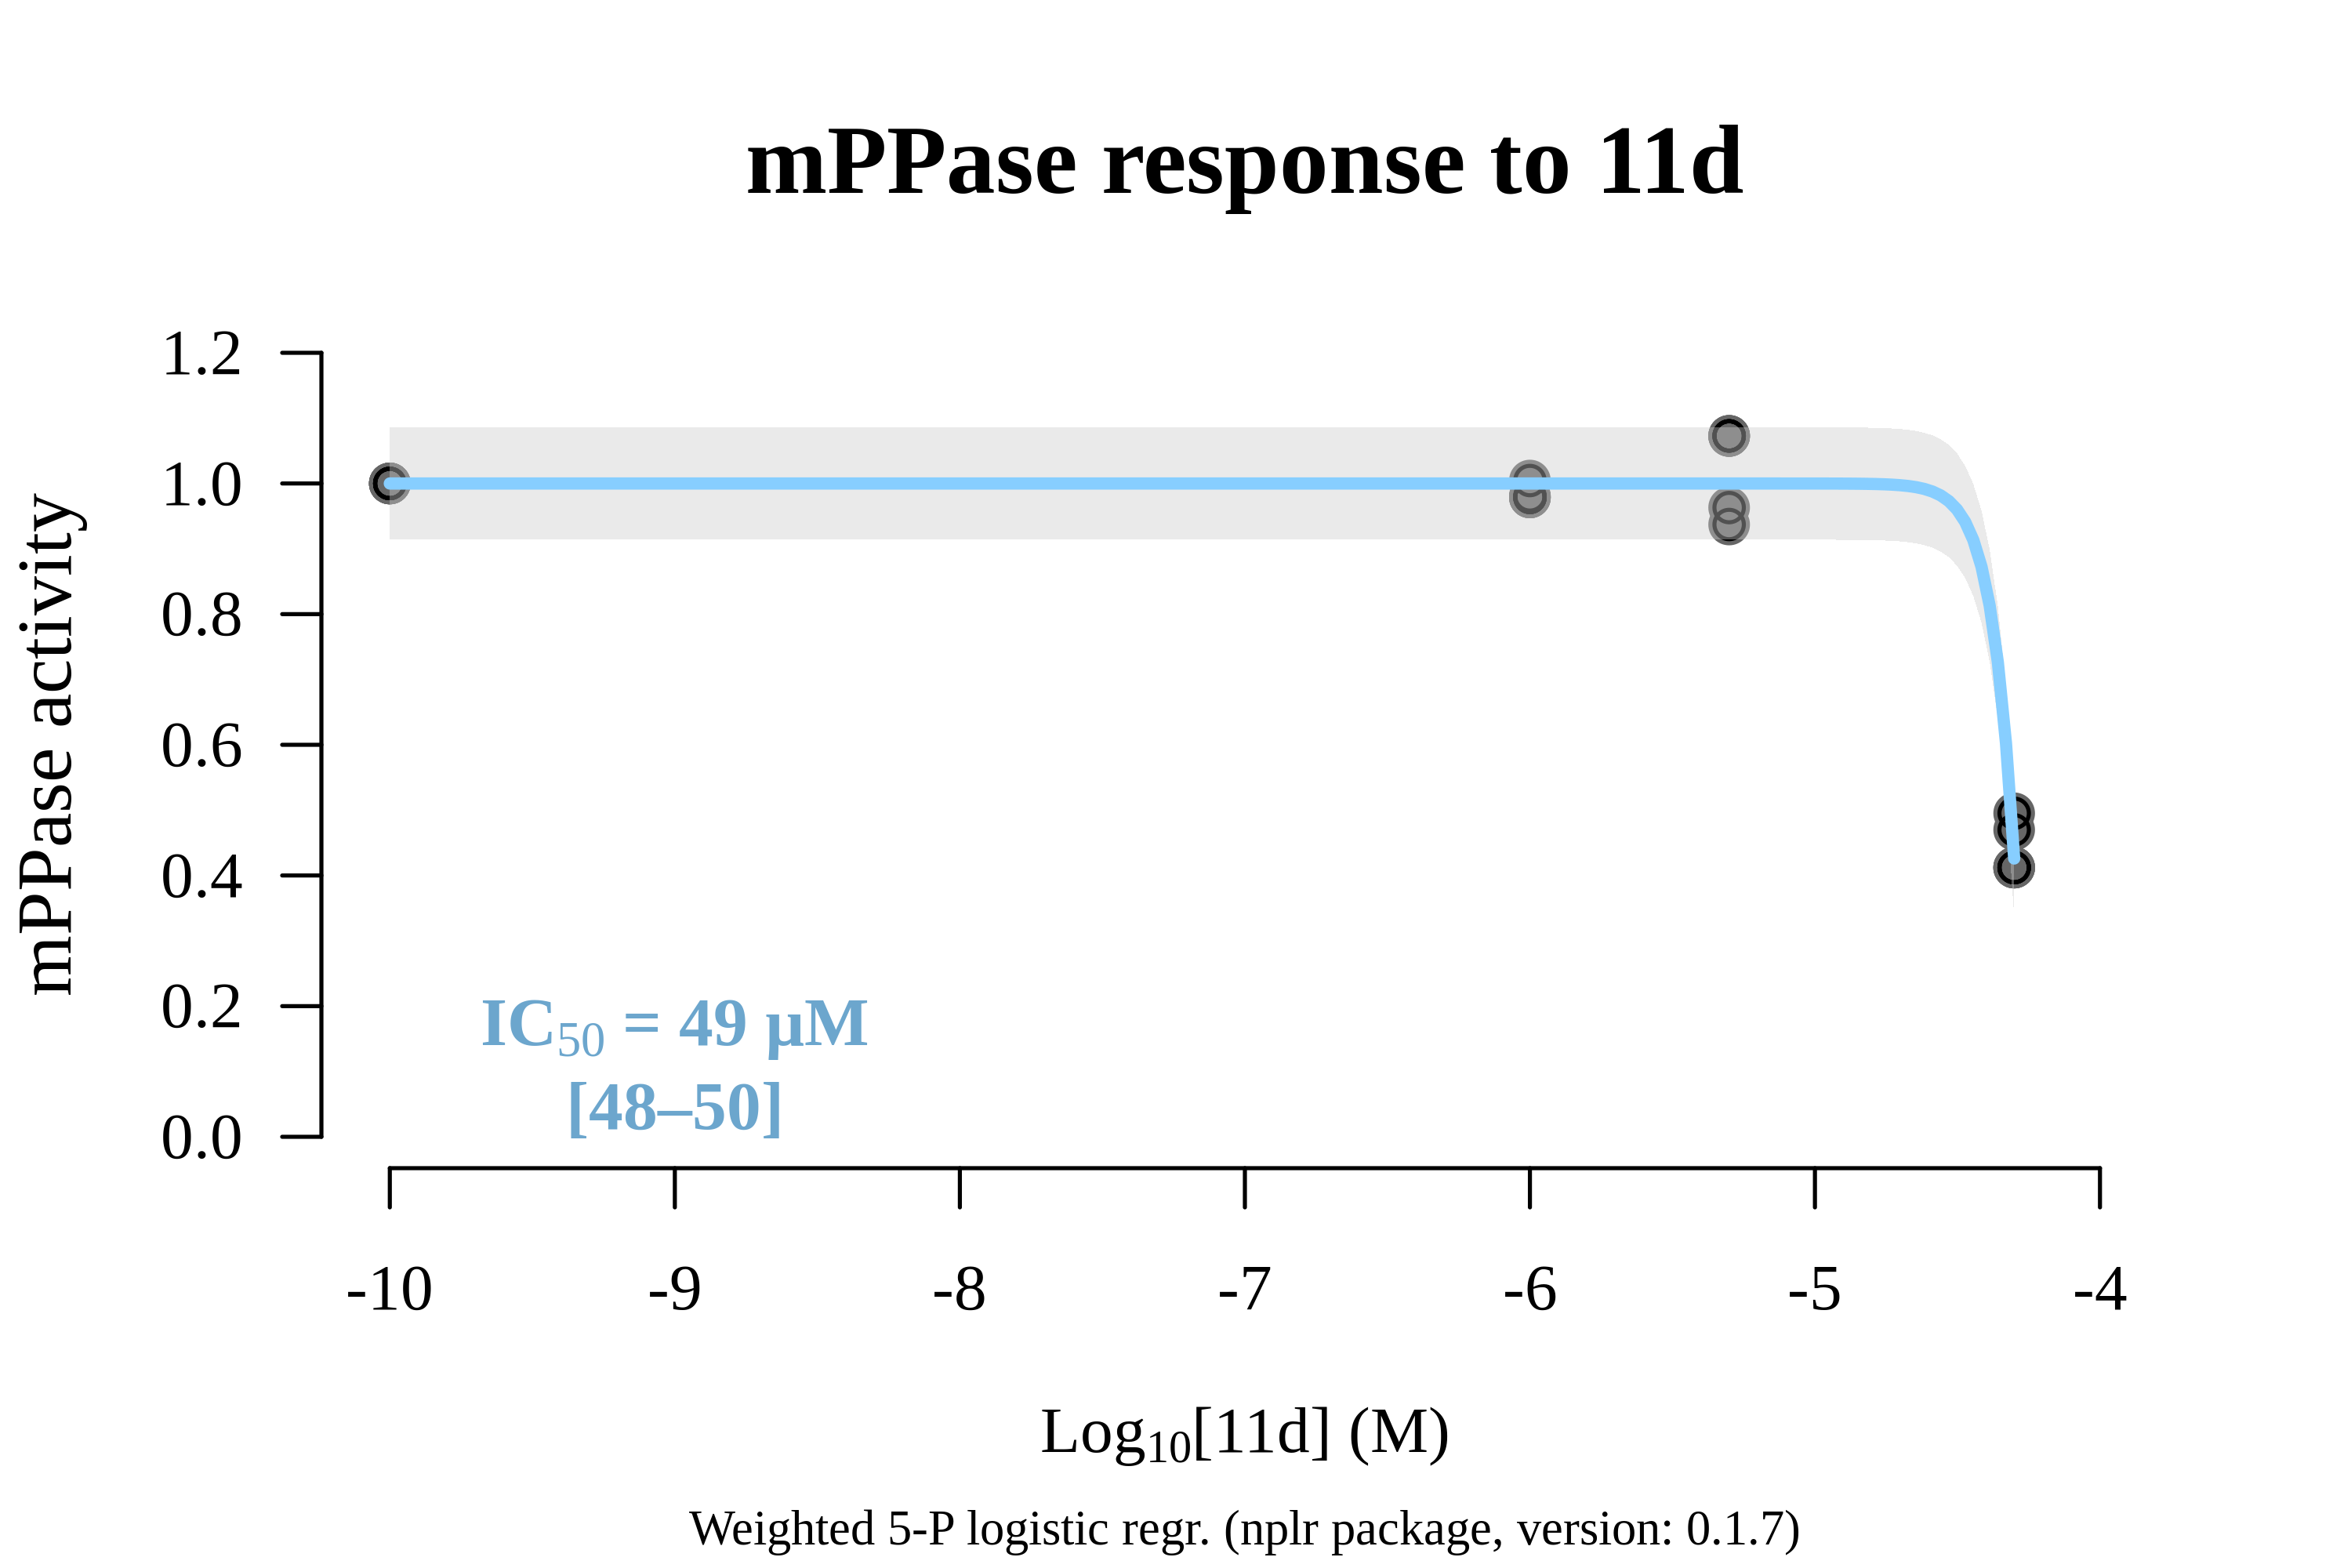 mPPase response to 11d
mPPase activity
1.2
1.0
0.8
0.6
0.4
0.2
0.0
IC50 = 49 µM
[48–50]
-10 -9 -8 -7 -6 -5 -4
Log10[11d] (M)
Weighted 5-P logistic regr. (nplr package, version: 0.1.7)